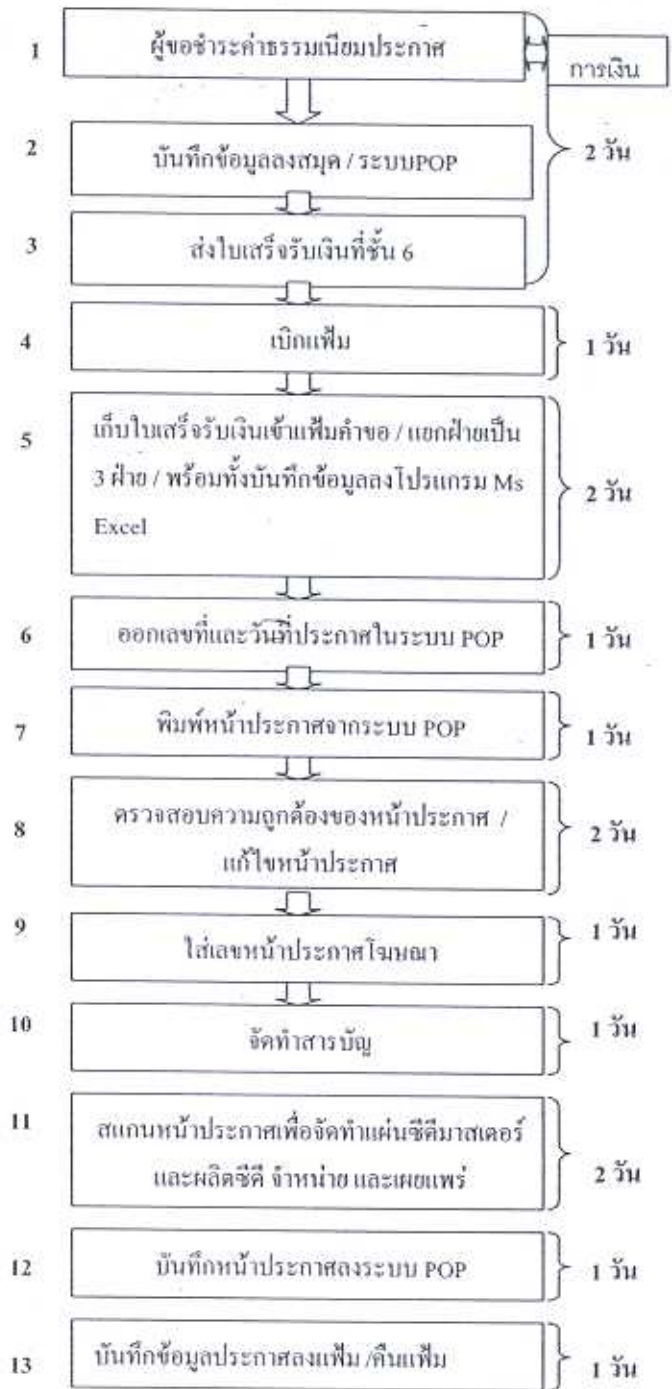 1
ผู้ขอชำระค่าธรรมเนียมประกาศ
การเงิน
2
บันทึกข้อมูลลงสมุด / ระบบPOP
2 วัน
3
ส่งใบเสร็จรับเงินที่ชั้น 6
4
เบิกแฟ้ม
1 วัน
5
เก็บใบเสร็จรับเงินเข้าแฟ้มคำขอ / แยกฝ่ายเป็น
3 ฝ่าย / พร้อมทั้งบันทึกข้อมูลลงโปรแกรม Ms
Excel
2 วัน
6
ออกเลขที่และวันที่ประกาศในระบบ POP
1 วัน
7
พิมพ์หน้าประกาศจากระบบ POP
1 วัน
8
ตรวจสอบความถูกต้องของหน้าประกาศ /
แก้ไขหน้าประกาศ
2 วัน
9
ใส่เลขหน้าประกาศโฆษณา
1 วัน
10
จัดทำสารบัญ
1 วัน
11
สแกนหน้าประกาศเพื่อจัดทำแผ่นซีดีมาสเตอร์
และผลิตซีดี จำหน่าย และเผยแพร่
2 วัน
12
บันทึกหน้าประกาศลงระบบ POP
1 วัน
13
บันทึกข้อมูลประกาศลงแฟ้ม /คืนแฟ้ม
1 วัน